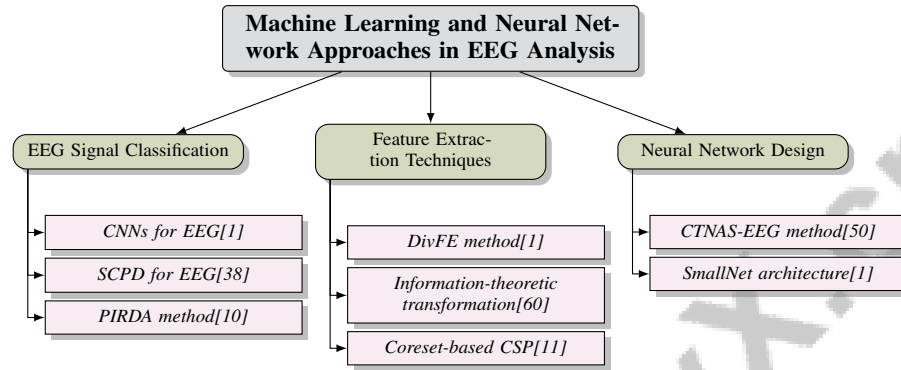 Machine Learning and Neural Net-
work Approaches in EEG Analysis
EEG Signal Classification
CNNs for EEG[1]
SCPD for EEG[38]
PIRDA method[10]
Feature Extrac-
tion Techniques
DivFE method[1]
Information-theoretic
transformation[60]
Coreset-based CSP[11]
Neural Network Design
CTNAS-EEG method[50]
SmallNet architecture[1]